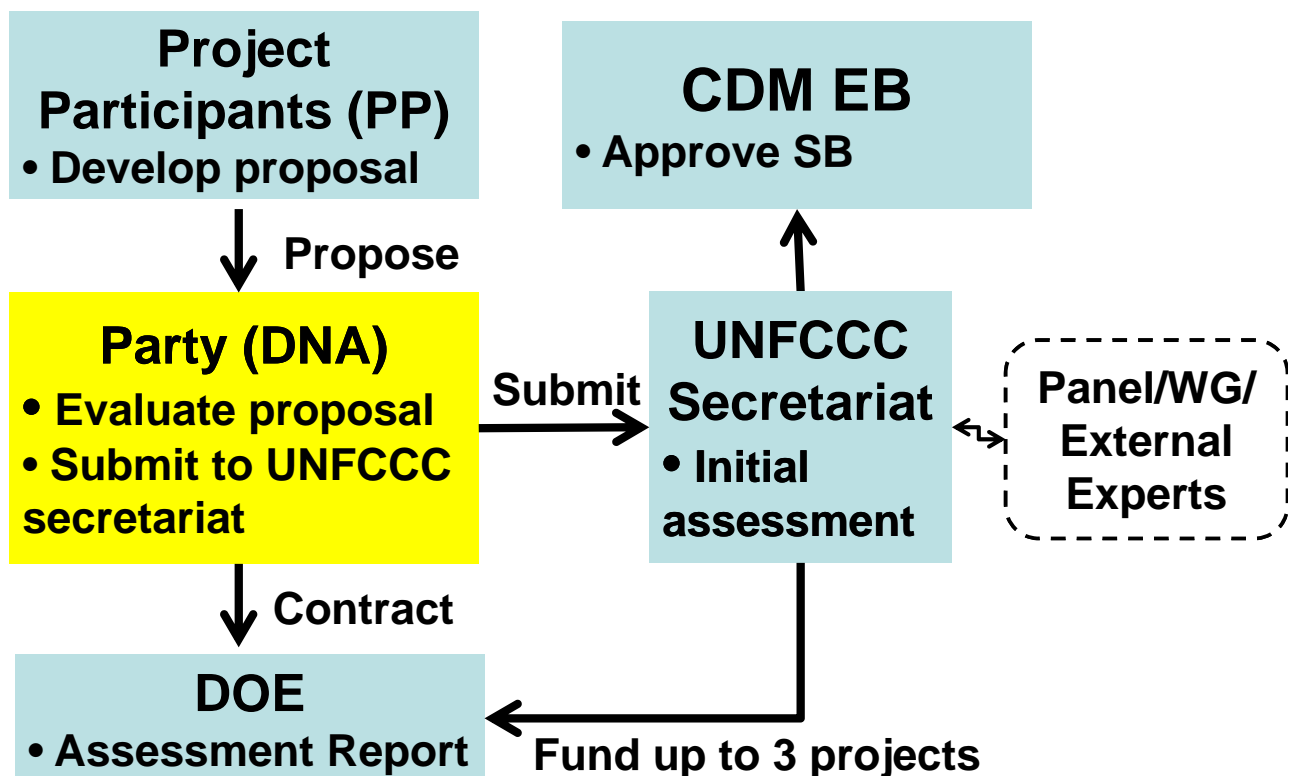 Project
Participants (PP)
• Develop proposal
CDM EB
• Approve SB
Propose
Party (DNA)
• Evaluate proposal
• Submit to UNFCCC
secretariat
Submit
UNFCCC
Secretariat
• Initial
assessment
Panel/WG/
External
Experts
Contract
DOE
• Assessment Report
Fund up to 3 projects